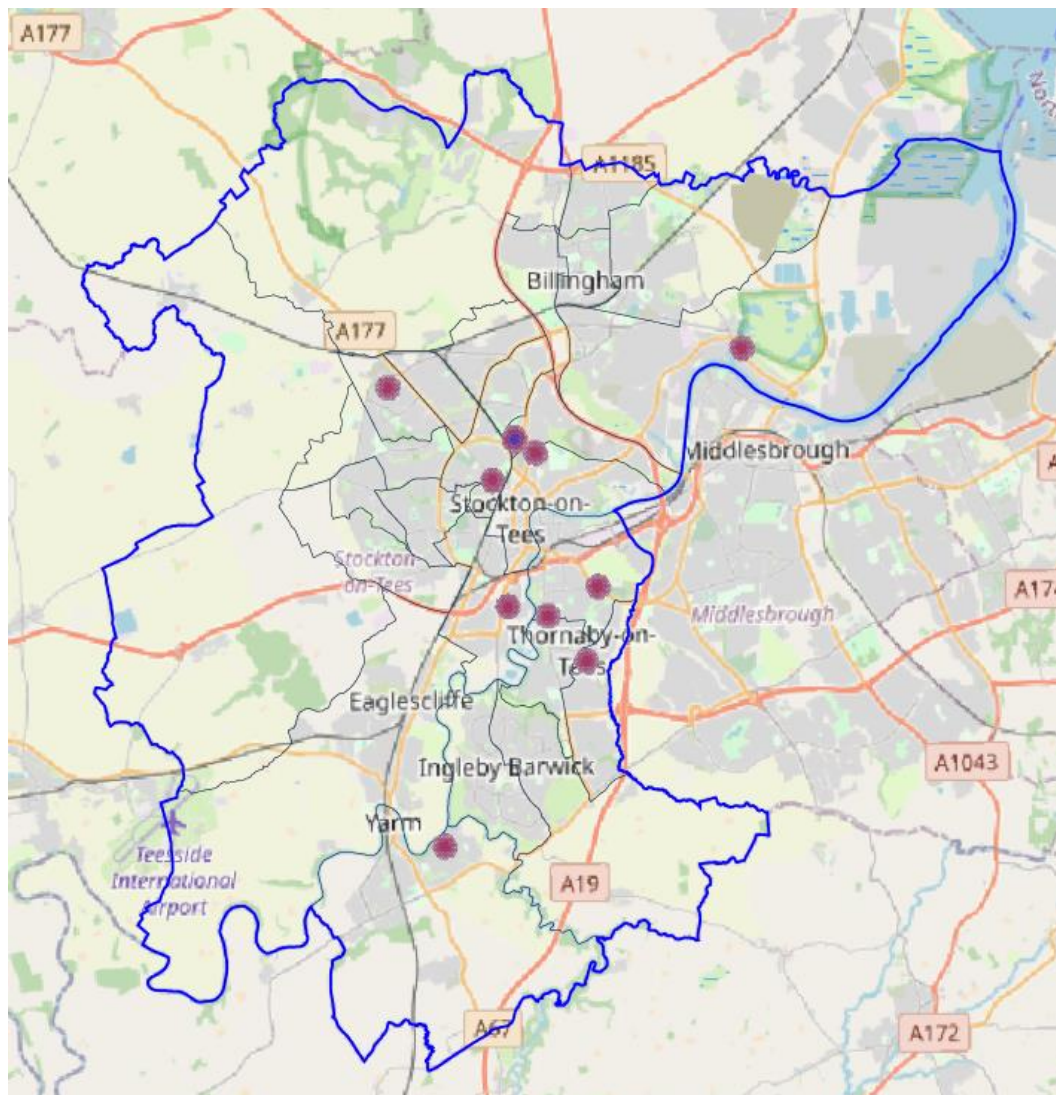 A177
A1185
Billingham
A177
Middlesbrough
Stockton-on-
Tees
Stockton
on-Tees
A174
Middlesbrough
Thornaby-on-
Tees
Eaglescliffe
Ingleby Barwick
A1043
Yarm
Teesside
International
Airport
A19
A67
A172